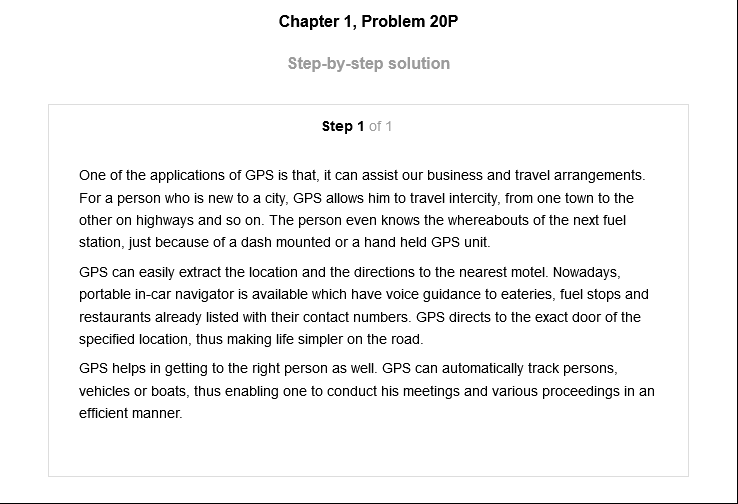 Chapter 1, Problem 20P
Step-by-step solution
Step 1 of 1
One of the applications of GPS is that, it can assist our business and travel arrangements.
For a person who is new to a city, GPS allows him to travel intercity, from one town to the
other on highways and so on. The person even knows the whereabouts of the next fuel
station, just because of a dash mounted or a hand held GPS unit.
GPS can easily extract the location and the directions to the nearest motel. Nowadays,
portable in-car navigator is available which have voice guidance to eateries, fuel stops and
restaurants already listed with their contact numbers. GPS directs to the exact door of the
specified location, thus making life simpler on the road.
GPS helps in getting to the right person as well. GPS can automatically track persons,
vehicles or boats, thus enabling one to conduct his meetings and various proceedings in an
efficient manner.